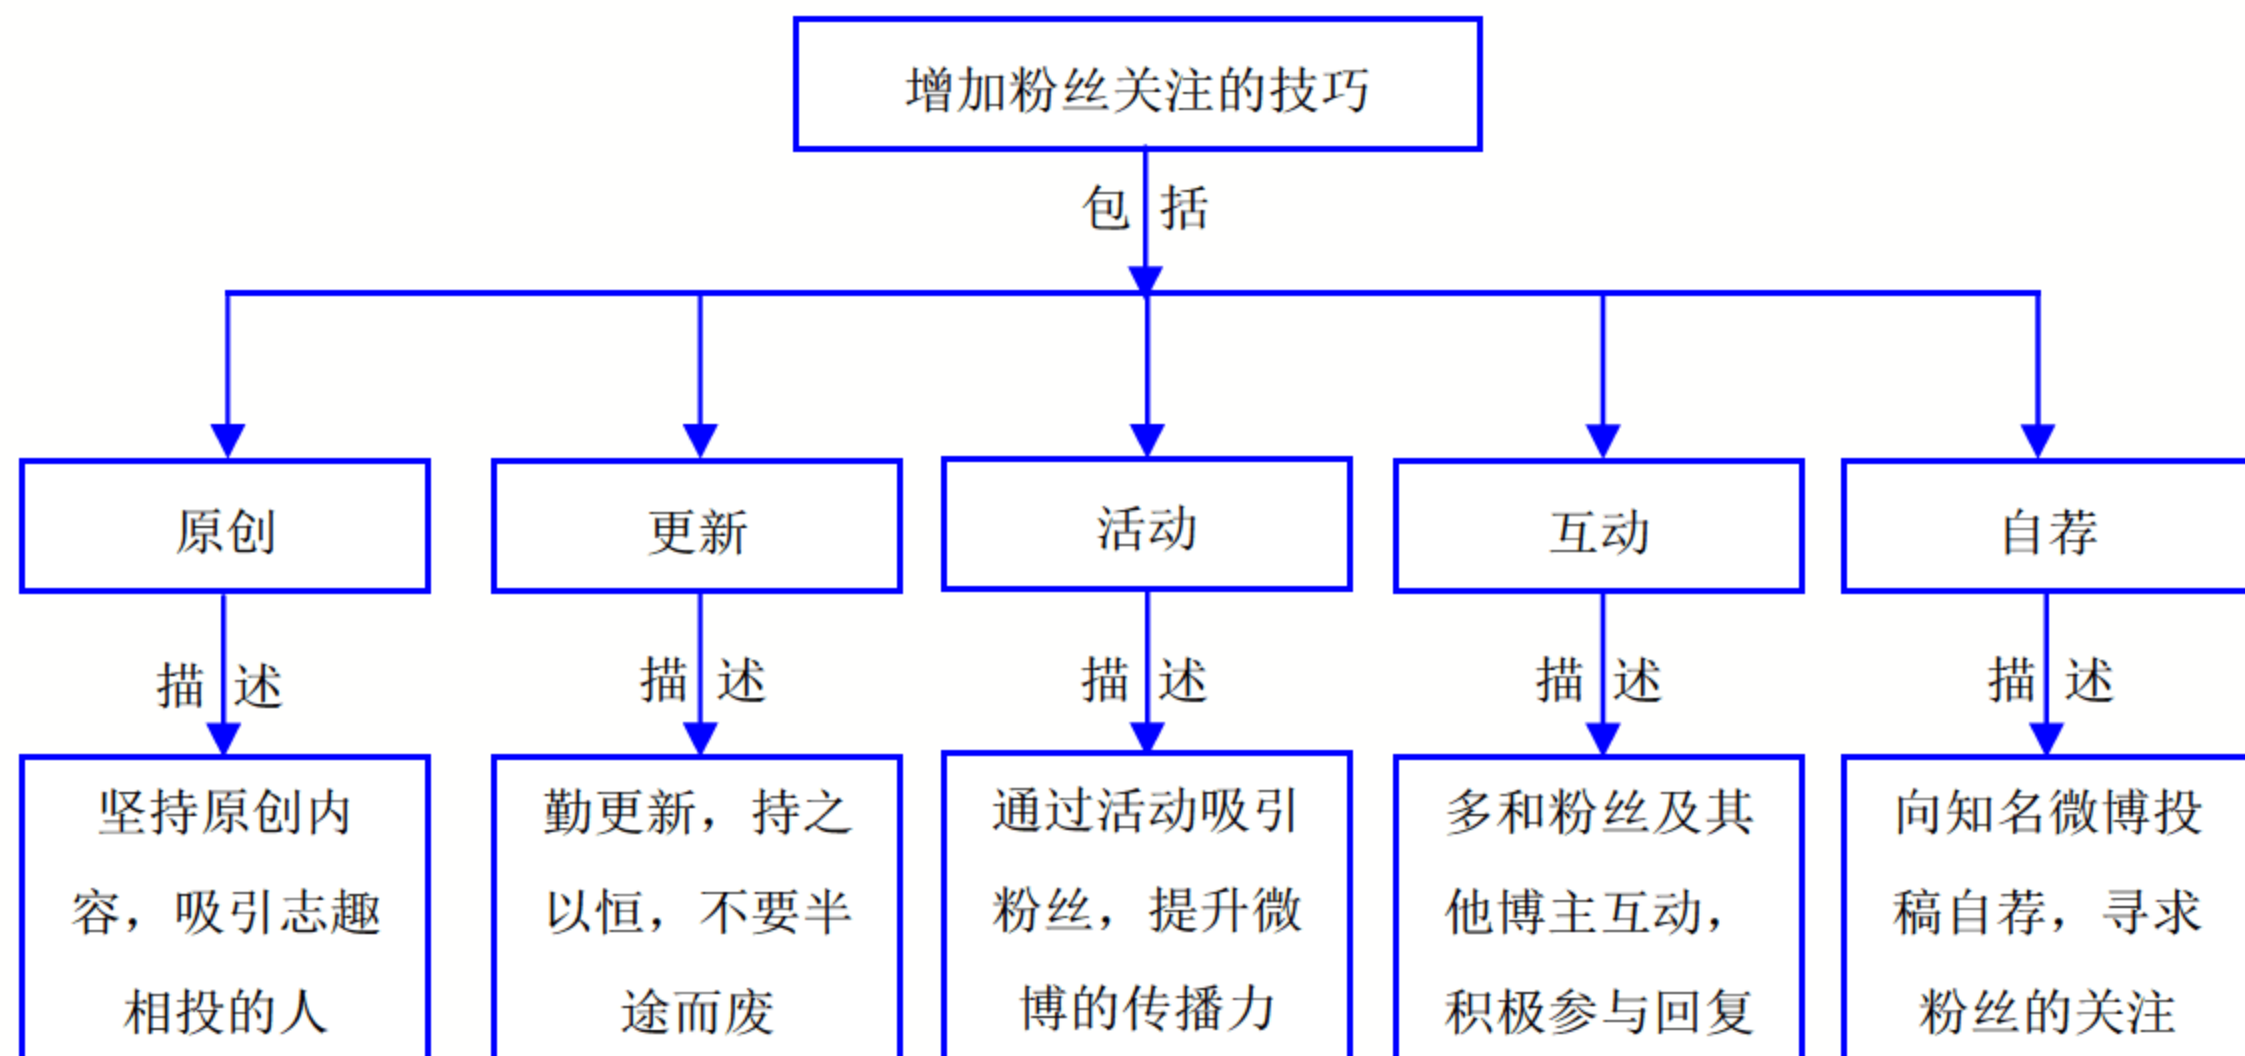 增加粉丝关注的技巧
包括
原创
更新
活动
互动
自荐
描述
描述
描述
描述
描述
坚持原创内
容，吸引志趣
相投的人
勤更新，持之
以恒，不要半
途而废
通过活动吸引
粉丝，提升微
博的传播力
多和粉丝及其
他博主互动，
积极参与回复
向知名微博投
稿自荐，寻求
粉丝的关注